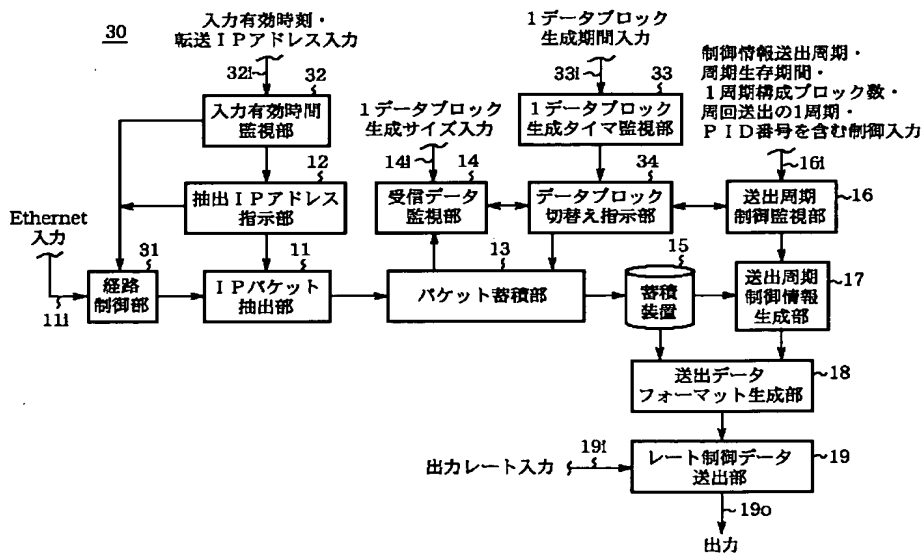 30
入力有効時刻・
転送IPアドレス入力
32i
32
入力有効時間
監視部
1データブロック
生成期間入力
33i
33
1データブロック
生成タイマ監視部
制御情報送出周期・
周期生存期間・
1周期構成ブロック数・
周回送出の1周期・
PID番号を含む制御入力
16i
1データブロック
生成サイズ入力
14i
14
受信データ
監視部
34
データブロック
切替え指示部
16
送出周期
制御監視部
12
抽出IPアドレス
指示部
Ethernet
入力
11i
31
経路
制御部
11
IPパケット
抽出部
13
パケット蓄積部
15
蓄積
装置
17
送出周期
制御情報
生成部
18
送出データ
フォーマット生成部
出力レート入力
19i
19
レート制御データ
送出部
19o
出力